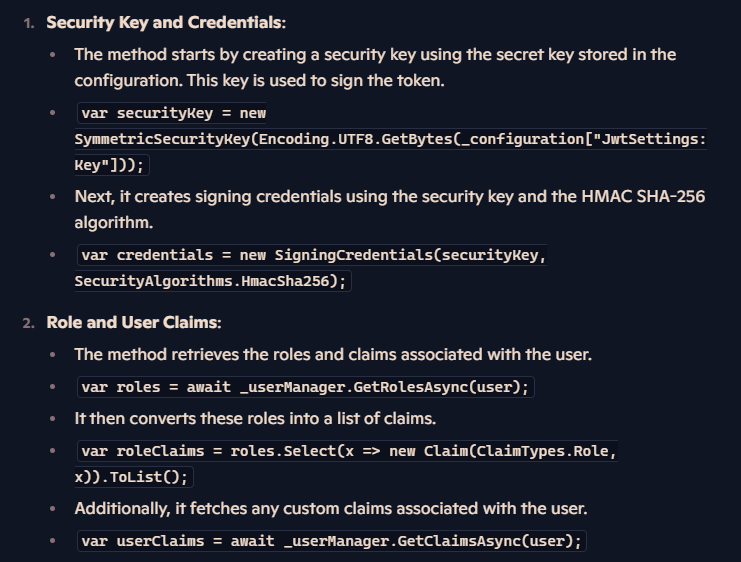 1. Security Key and Credentials:
• The method starts by creating a security key using the secret key stored in the
configuration. This key is used to sign the token.
• var securityKey = new
SymmetricSecurityKey(Encoding.UTF8.GetBytes(_configuration["JwtSettings:
Key"]));
• Next, it creates signing credentials using the security key and the HMAC SHA-256
algorithm.
• var credentials = new SigningCredentials(securityKey,
SecurityAlgorithms.HmacSha256);
2. Role and User Claims:
• The method retrieves the roles and claims associated with the user.
• var roles = await _userManager.GetRolesAsync(user);
• It then converts these roles into a list of claims.
• var roleClaims = roles.Select(x => new Claim(ClaimTypes.Role,
x)).ToList();
• Additionally, it fetches any custom claims associated with the user.
• var userClaims = await _userManager.GetClaimsAsync(user);